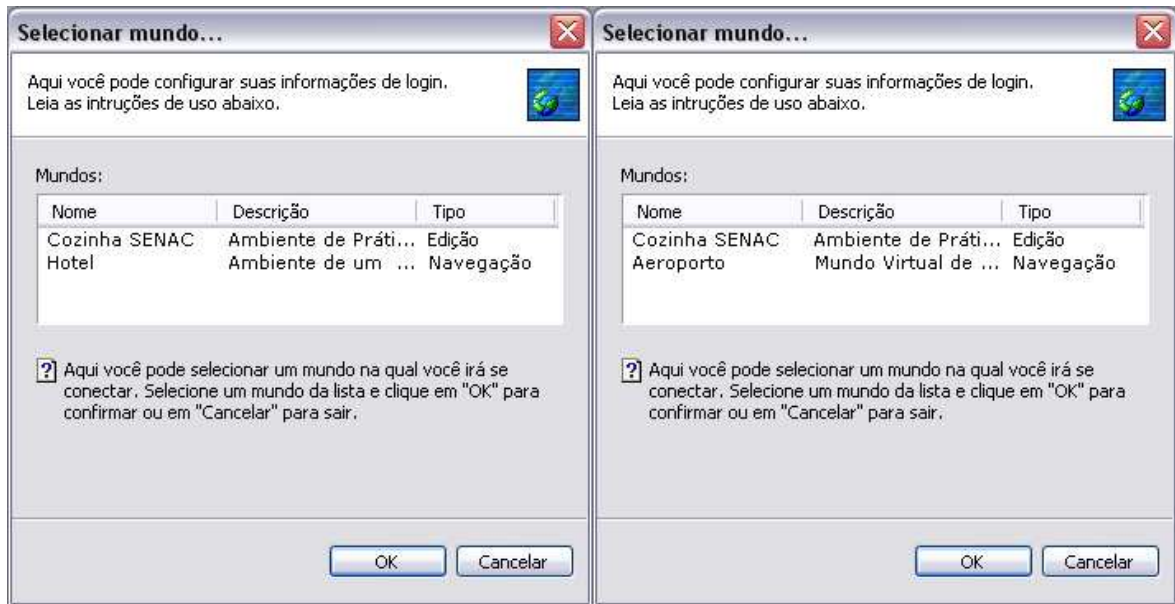 Selecionar mundo...
Aqui você pode configurar suas informações de login.
Leia as intruções de uso abaixo.
Mundos:
Nome Descrição Tipo
Cozinha SENAC Ambiente de Práti... Edição
Hotel Ambiente de um ... Navegação
Aqui você pode selecionar um mundo na qual você irá se
conectar. Selecione um mundo da lista e clique em "OK" para
confirmar ou em "Cancelar" para sair.
OK Cancelar
Selecionar mundo...
Aqui você pode configurar suas informações de login.
Leia as intruções de uso abaixo.
Mundos:
Nome Descrição Tipo
Cozinha SENAC Ambiente de Práti... Edição
Aeroporto Mundo Virtual de ... Navegação
Aqui você pode selecionar um mundo na qual você irá se
conectar. Selecione um mundo da lista e clique em "OK" para
confirmar ou em "Cancelar" para sair.
OK Cancelar